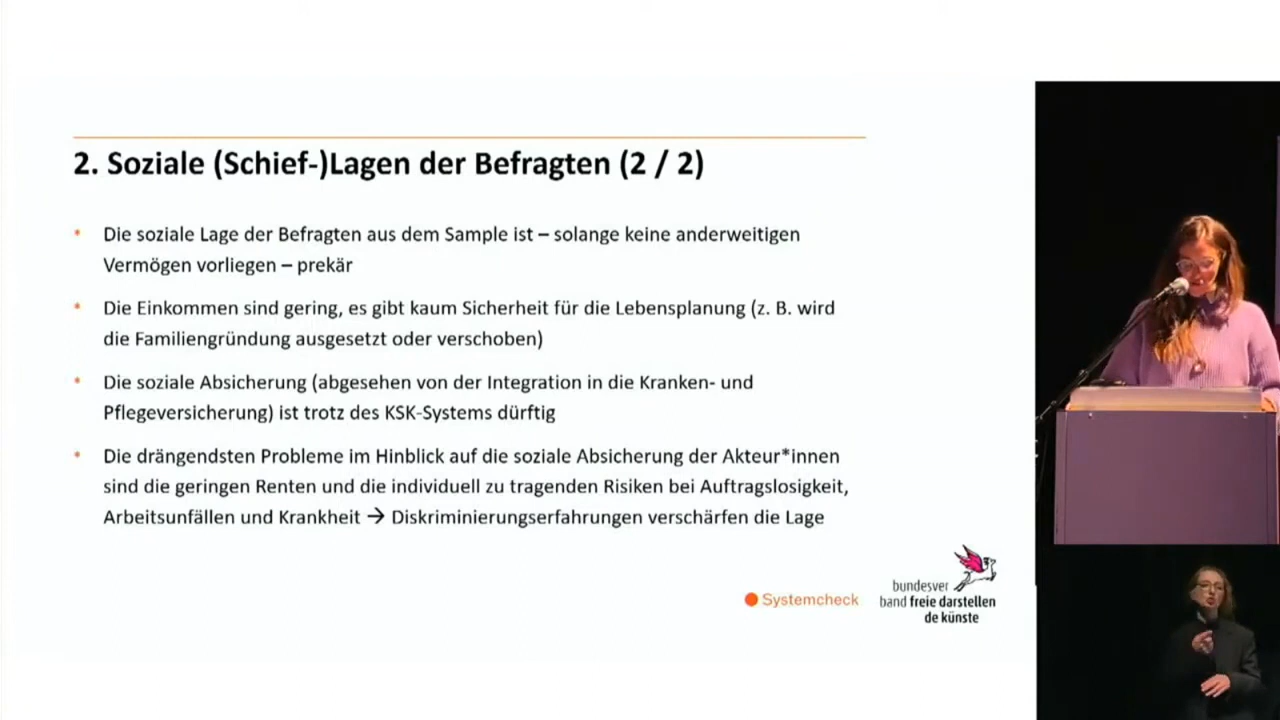 2. Soziale (Schief-)Lagen der Befragten (2 / 2)
• Die soziale Lage der Befragten aus dem Sample ist – solange keine anderweitigen
Vermögen vorliegen – prekär
• Die Einkommen sind gering, es gibt kaum Sicherheit für die Lebensplanung (z. B. wird
die Familiengründung ausgesetzt oder verschoben)
• Die soziale Absicherung (abgesehen von der Integration in die Kranken- und
Pflegeversicherung) ist trotz des KSK-Systems dürftig
• Die drängendsten Probleme im Hinblick auf die soziale Absicherung der Akteur*innen
sind die geringen Renten und die individuell zu tragenden Risiken bei Auftragslosigkeit,
Arbeitsunfällen und Krankheit → Diskriminierungserfahrungen verschärfen die Lage
Systemcheck
bundesver
band freie darstellen
de künste